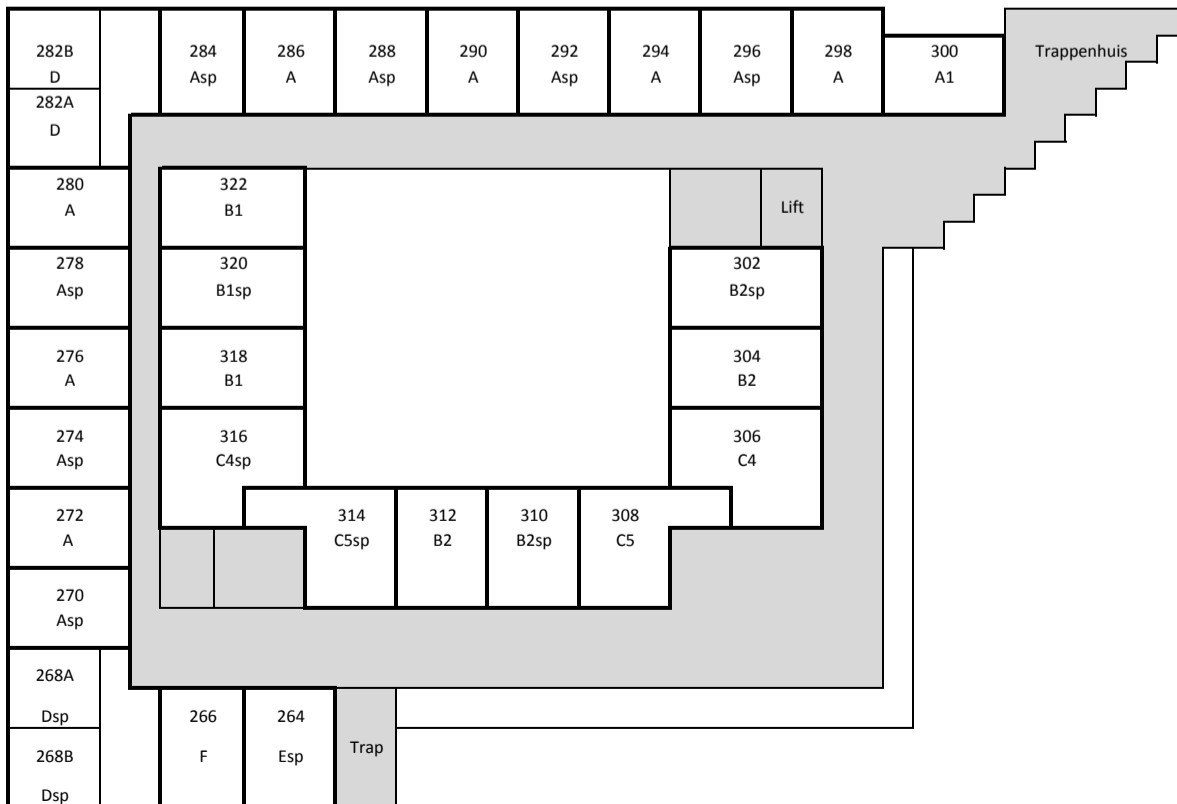 282B
D
282A
D
284
Asp
286
A
288
Asp
290
A
292
Asp
294
A
296
Asp
298
A
300
A1
Trappenhuis
280
A
322
B1
Lift
278
Asp
320
B1sp
302
B2sp
276
A
318
B1
304
B2
274
Asp
316
C4sp
306
C4
272
A
314
C5sp
312
B2
310
B2sp
308
C5
270
Asp
268A
Dsp
268B
Dsp
266
F
264
Esp
Trap